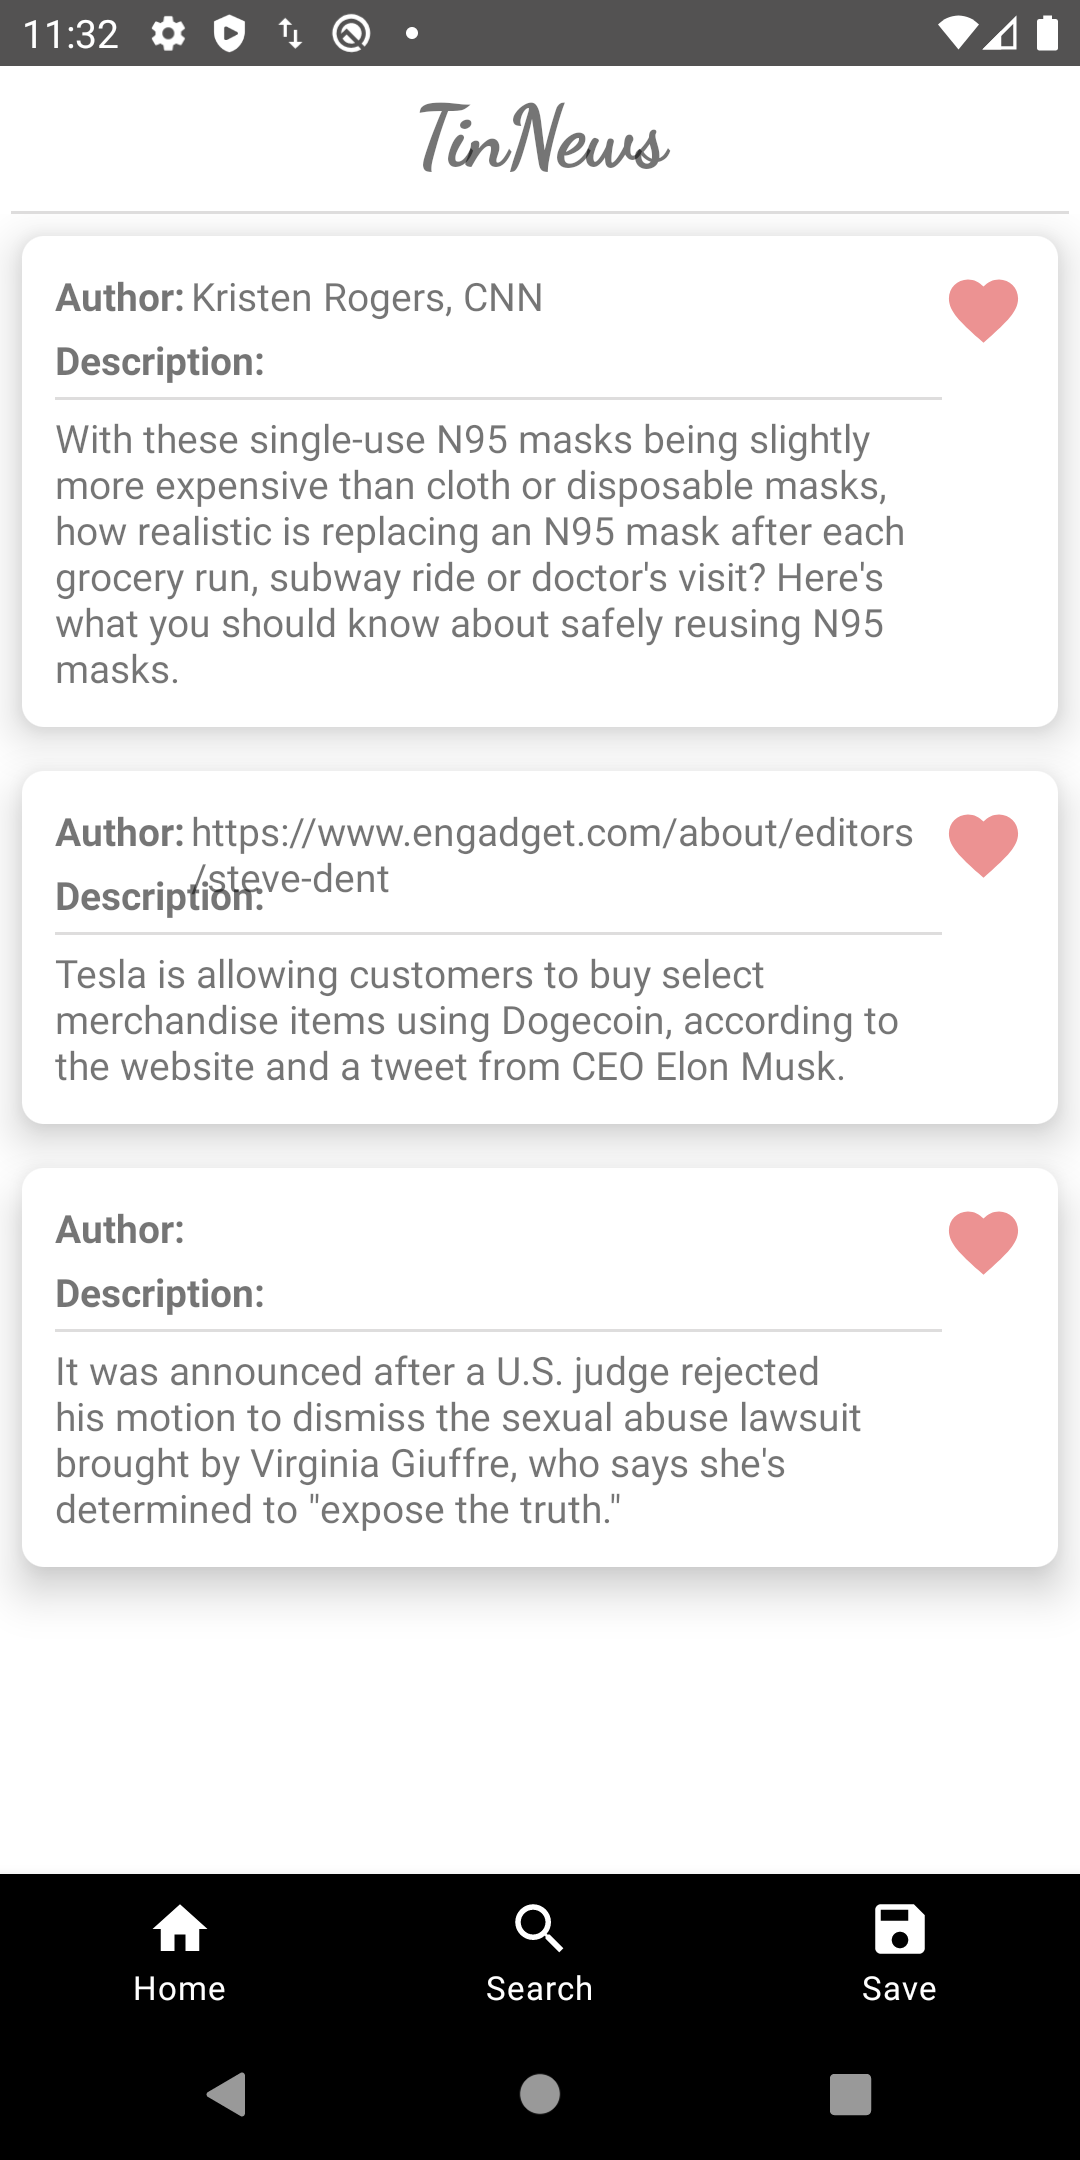 11:32
TinNews
Author: Kristen Rogers, CNN
Description:
With these single-use N95 masks being slightly
more expensive than cloth or disposable masks,
how realistic is replacing an N95 mask after each
grocery run, subway ride or doctor's visit? Here's
what you should know about safely reusing N95
masks.
Author: https://www.engadget.com/about/editors
/steve-dent
Description:
Tesla is allowing customers to buy select
merchandise items using Dogecoin, according to
the website and a tweet from CEO Elon Musk.
Author:
Description:
It was announced after a U.S. judge rejected
his motion to dismiss the sexual abuse lawsuit
brought by Virginia Giuffre, who says she's
determined to "expose the truth."
Home Search Save